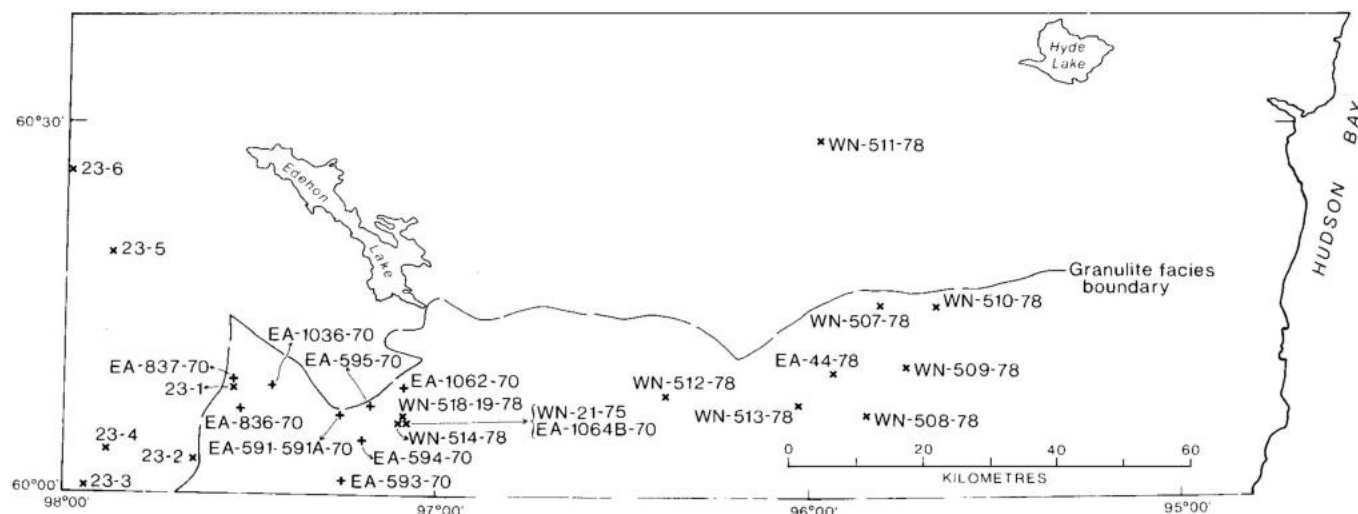 Hyde
Lake
60°30'
HUDSON BAY
WN-511-78
23-6
Edehon
Lake
23-5
Granulite facies
boundary
WN-510-78
WN-507-78
EA-1036-70
EA-595-70
EA-44-78
EA-837-70
WN-509-78
23-1
EA-1062-70
WN-512-78
EA-836-70
WN-518-19-78
WN-21-75
WN-513-78
WN-508-78
EA-1064B-70
23-4
EA-591-591A-70
WN-514-78
23-2
EA-594-70
0 20 40 60
KILOMETRES
23-3
EA-593-70
60°00'
98°00'
97°00'
96°00'
95°00'